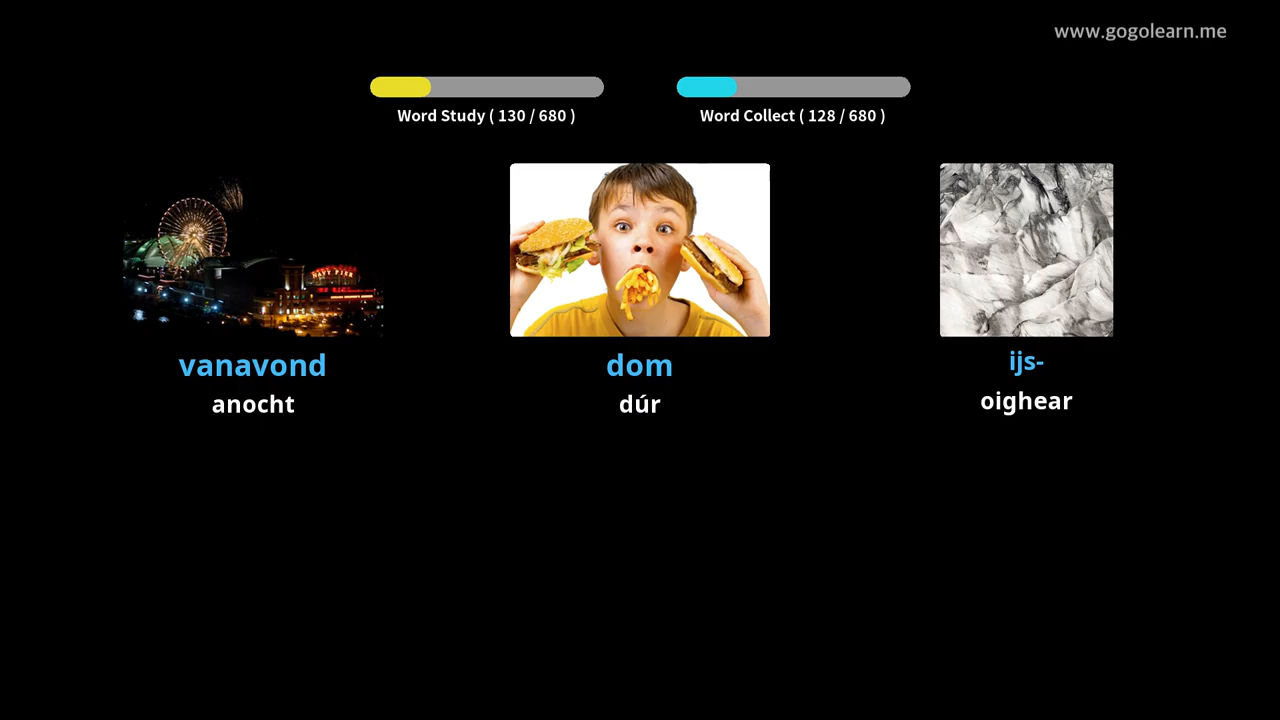 www.gogolearn.me
Word Study ( 130 / 680 )
Word Collect ( 128 / 680 )
vanavond
dom
ijs-
anocht
dúr
oighear